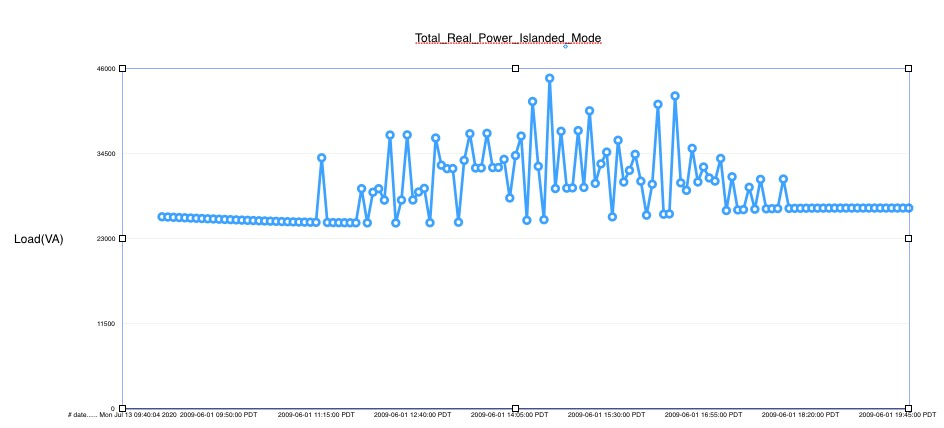 Total_Real_Power_Islanded_Mode
46000
34500
Load(VA)
23000
11500
0
# date...... Mon Jul 13 09:40:04 2020 2009-06-01 09:50:00 PDT 2009-06-01 11:15:00 PDT 2009-06-01 12:40:00 PDT 2009-06-01 14:05:00 PDT 2009-06-01 15:30:00 PDT 2009-06-01 16:55:00 PDT 2009-06-01 18:20:00 PDT 2009-06-01 19:45:00 PDT